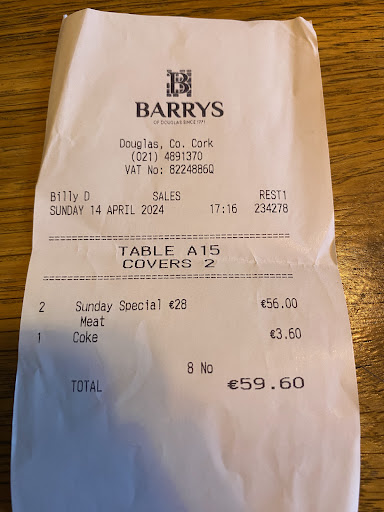 B
BARRYS
OF DOUGLAS SINCE 1971
Douglas, Co. Cork
(021) 4891370
VAT No: 8224886Q
Billy D SALES REST1
SUNDAY 14 APRIL 2024 17:16 234278
TABLE A15
COVERS 2
2 Sunday Special €28 €56.00
Meat
1 Coke €3.60
8 No
TOTAL €59.60